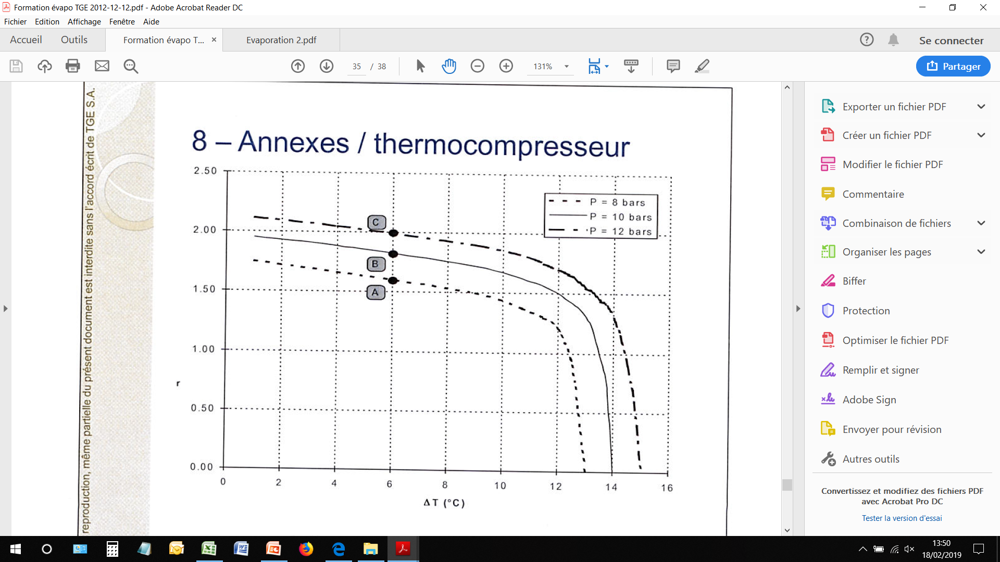 Formation évapo TGE 2012-12-12.pdf - Adobe Acrobat Reader DC
Fichier Edition Affichage Fenêtre Aide
Accueil Outils Formation évapo T... × Evaporation 2.pdf Se connecter
35 / 38 131% Partager
reproduction, même partielle du présent document est interdite sans l'accord écrit de TGE S.A.
8 – Annexes / thermocompresseur
2.50
2.00
1.50
1.00
r
0.50
0.00
P = 8 bars
P = 10 bars
P = 12 bars
C
B
A
0 2 4 6 8 10 12 14 16
ΔT (°C)
Exporter un fichier PDF
Créer un fichier PDF
Modifier le fichier PDF
Commentaire
Combinaison de fichiers
Organiser les pages
Biffer
Protection
Optimiser le fichier PDF
Remplir et signer
Adobe Sign
Envoyer pour révision
Autres outils
Convertissez et modifiez des fichiers PDF
avec Acrobat Pro DC
Tester la version d'essai
13:50
18/02/2019